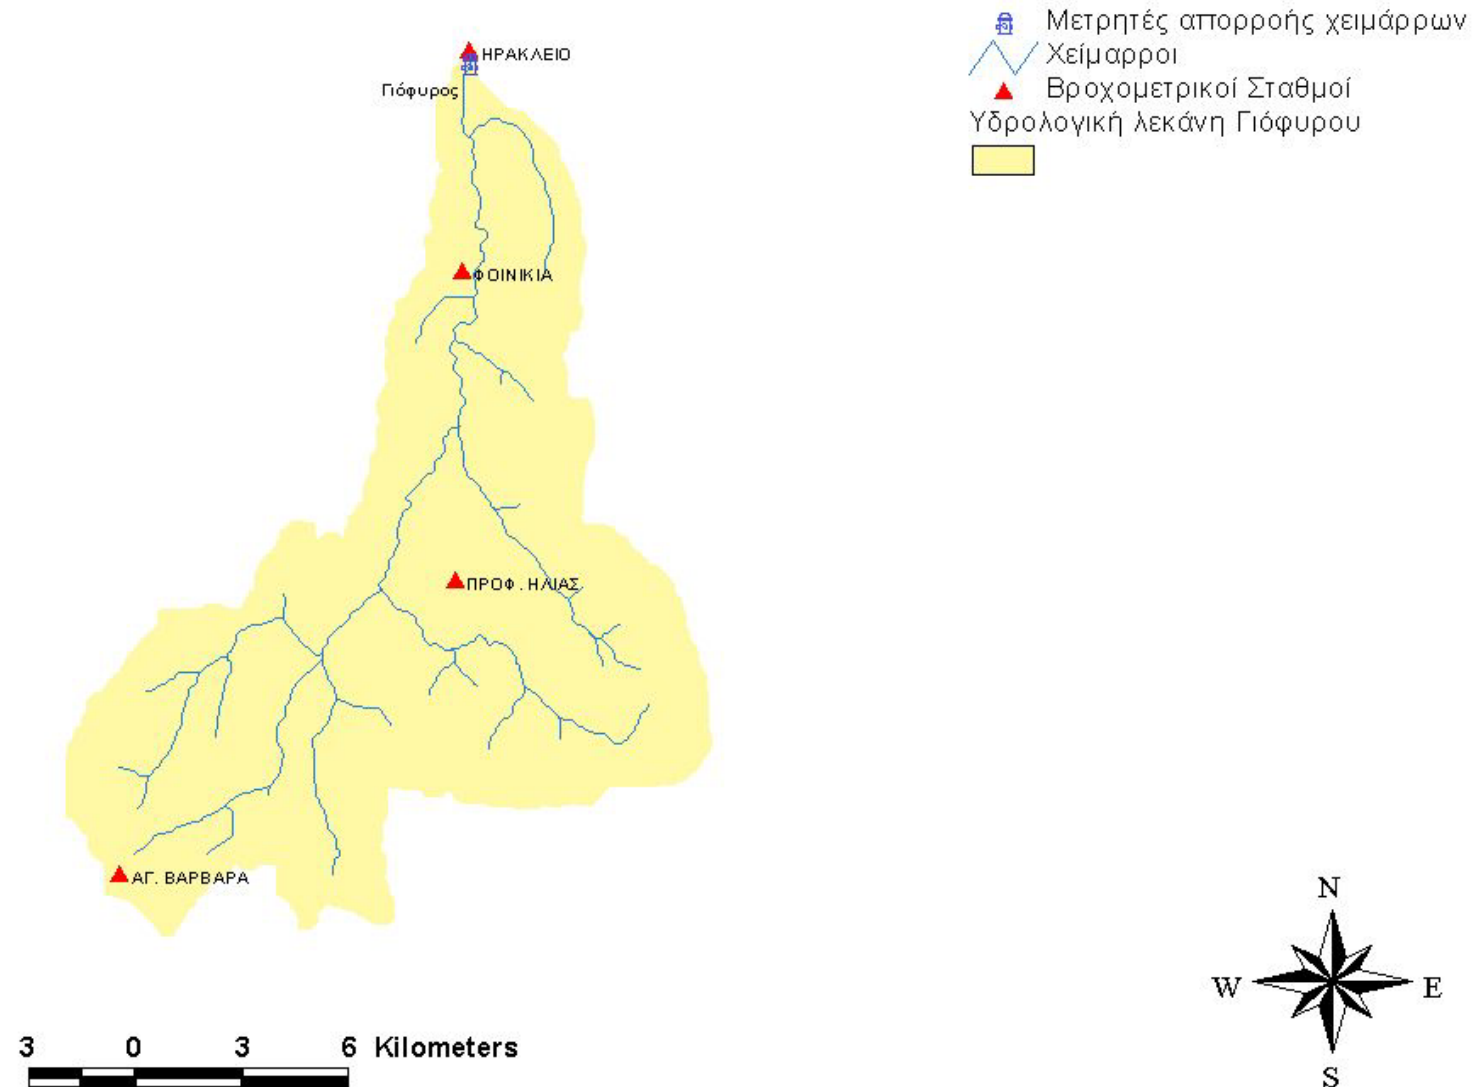 Μετρητές απορροής χειμάρρων
Χείμαρροι
Βροχομετρικοί Σταθμοί
Υδρολογική λεκάνη Γιόφυρου
ΗΡΑΚΛΕΙΟ
Γιόφυρος
ΦΟΙΝΙΚΙΑ
ΠΡΟΦ. ΗΛΙΑΣ
ΑΓ. ΒΑΡΒΑΡΑ
N
W E
S
3 0 3 6 Kilometers